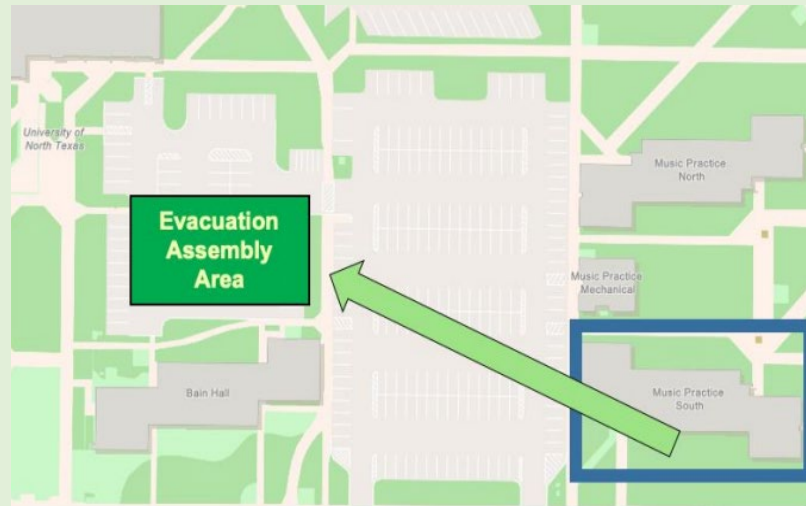 University of
North Texas
Evacuation
Assembly
Area
Music Practice
North
Music Practice
Mechanical
Bain Hall
Music Practice
South